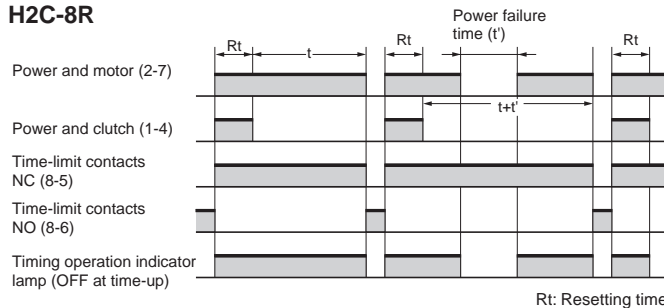 H2C-8R
Power failure
time (t')
Rt
t
Rt
Rt
Power and motor (2-7)
t+t'
Power and clutch (1-4)
Time-limit contacts
NC (8-5)
Time-limit contacts
NO (8-6)
Timing operation indicator
lamp (OFF at time-up)
Rt: Resetting time